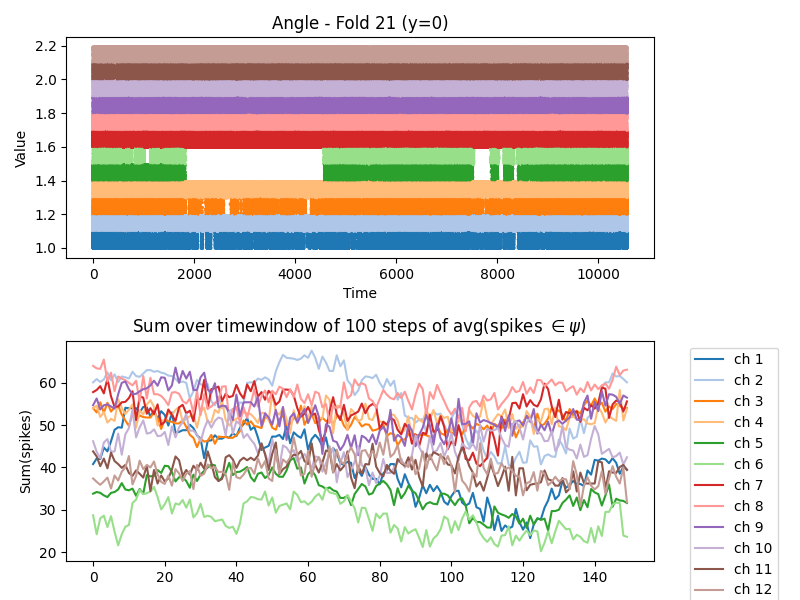 Angle - Fold 21 (y=0)
Value
2.2
2.0
1.8
1.6
1.4
1.2
1.0
0 2000 4000 6000 8000 10000
Time
Sum over timewindow of 100 steps of avg(spikes ∈ψ)
Sum(spikes)
60
50
40
30
20
0 20 40 60 80 100 120 140
ch 1
ch 2
ch 3
ch 4
ch 5
ch 6
ch 7
ch 8
ch 9
ch 10
ch 11
ch 12